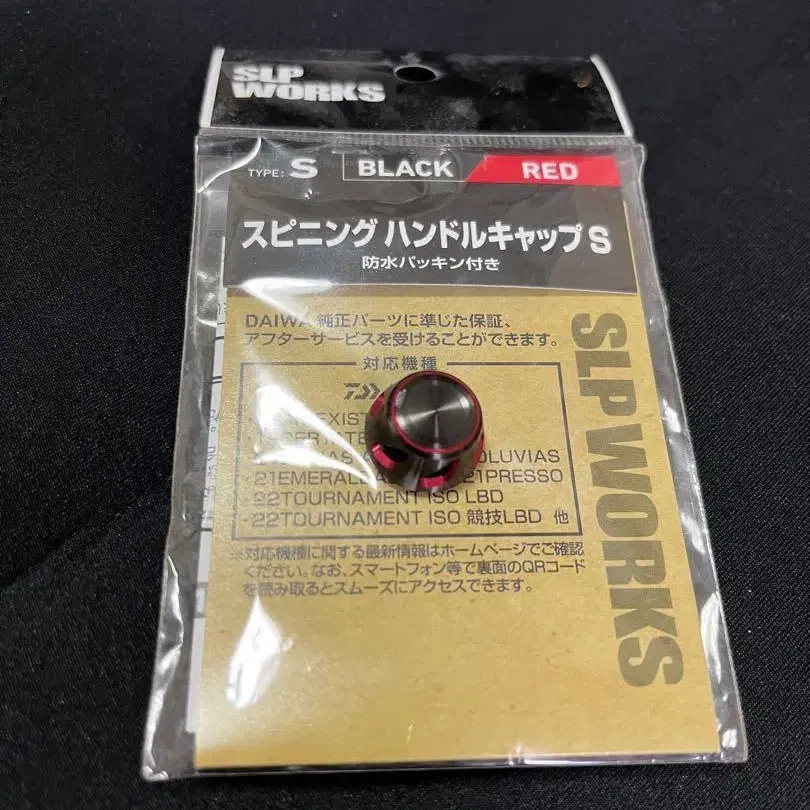 SLP
WORKS
TYPE: S BLACK RED
スピニング ハンドルキャップ S
防水パッキン付き
DAIWA 純正パーツに準じた保証、
アフターサービスを受けることができます。
対応機種
EXIST
OLUVIAS
·21EMERALD 21PRESSO
·22TOURNAMENT ISO LBD
·22TOURNAMENT ISO 競技LBD 他
※対応機種に関する最新情報はホームページでご確認
ください。なお、スマートフォン等で裏面のQRコード
を読み取るとスムーズにアクセスできます。
SLP WORKS